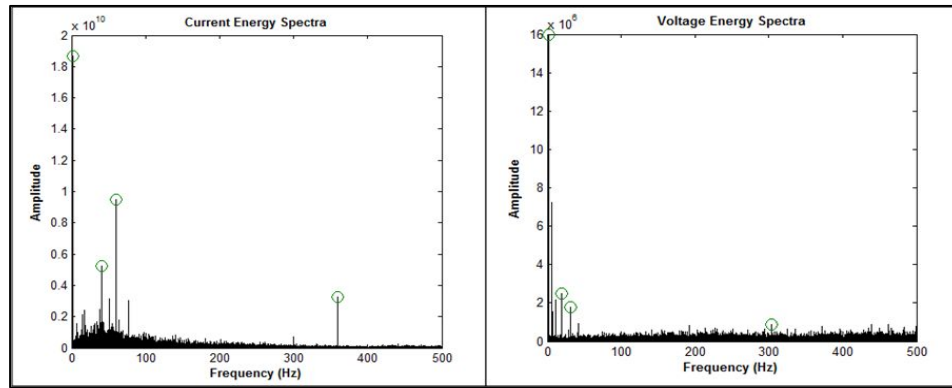 Current Energy Spectra
x 10^10
2
1.8
1.6
1.4
1.2
1
0.8
0.6
0.4
0.2
0
Amplitude
0 100 200 300 400 500
Frequency (Hz)
Voltage Energy Spectra
x 10^6
16
14
12
10
8
6
4
2
0
Amplitude
0 100 200 300 400 500
Frequency (Hz)